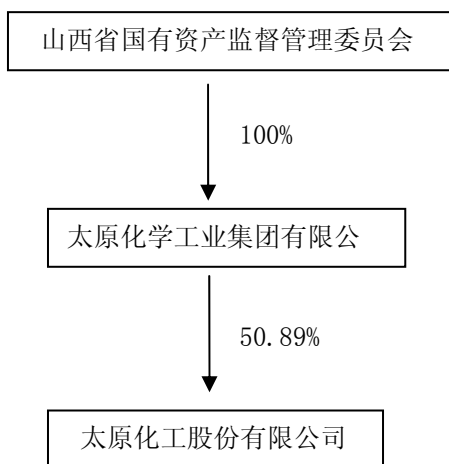 山西省国有资产监督管理委员会
100%
太原化学工业集团有限公
50.89%
太原化工股份有限公司